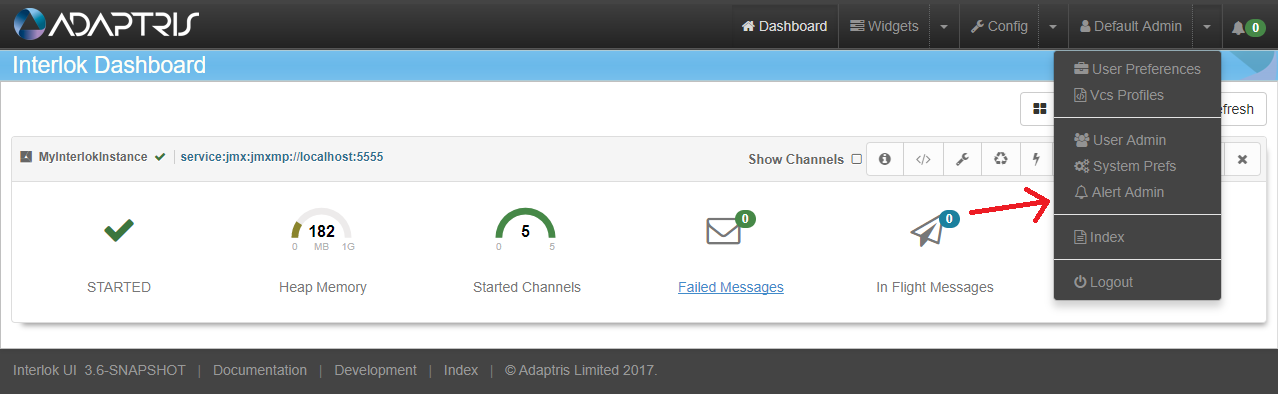 ADAPTRIS
Dashboard
Widgets
Config
Default Admin
0
Interlok Dashboard
User Preferences
Vcs Profiles
User Admin
System Prefs
Alert Admin
Index
Logout
efresh
MyInterlokInstance
service:jmx:jmxmp://localhost:5555
Show Channels
182
0 MB 1G
5
0 5
0
0
STARTED
Heap Memory
Started Channels
Failed Messages
In Flight Messages
Interlok UI 3.6-SNAPSHOT | Documentation | Development | Index | © Adaptris Limited 2017.